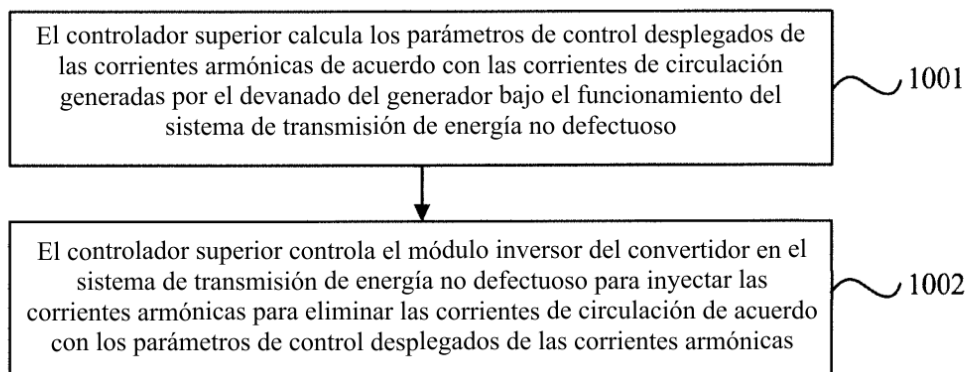 El controlador superior calcula los parámetros de control desplegados de
las corrientes armónicas de acuerdo con las corrientes de circulación
generadas por el devanado del generador bajo el funcionamiento del
sistema de transmisión de energía no defectuoso
1001
El controlador superior controla el módulo inversor del convertidor en el
sistema de transmisión de energía no defectuoso para inyectar las
corrientes armónicas para eliminar las corrientes de circulación de acuerdo
con los parámetros de control desplegados de las corrientes armónicas
1002